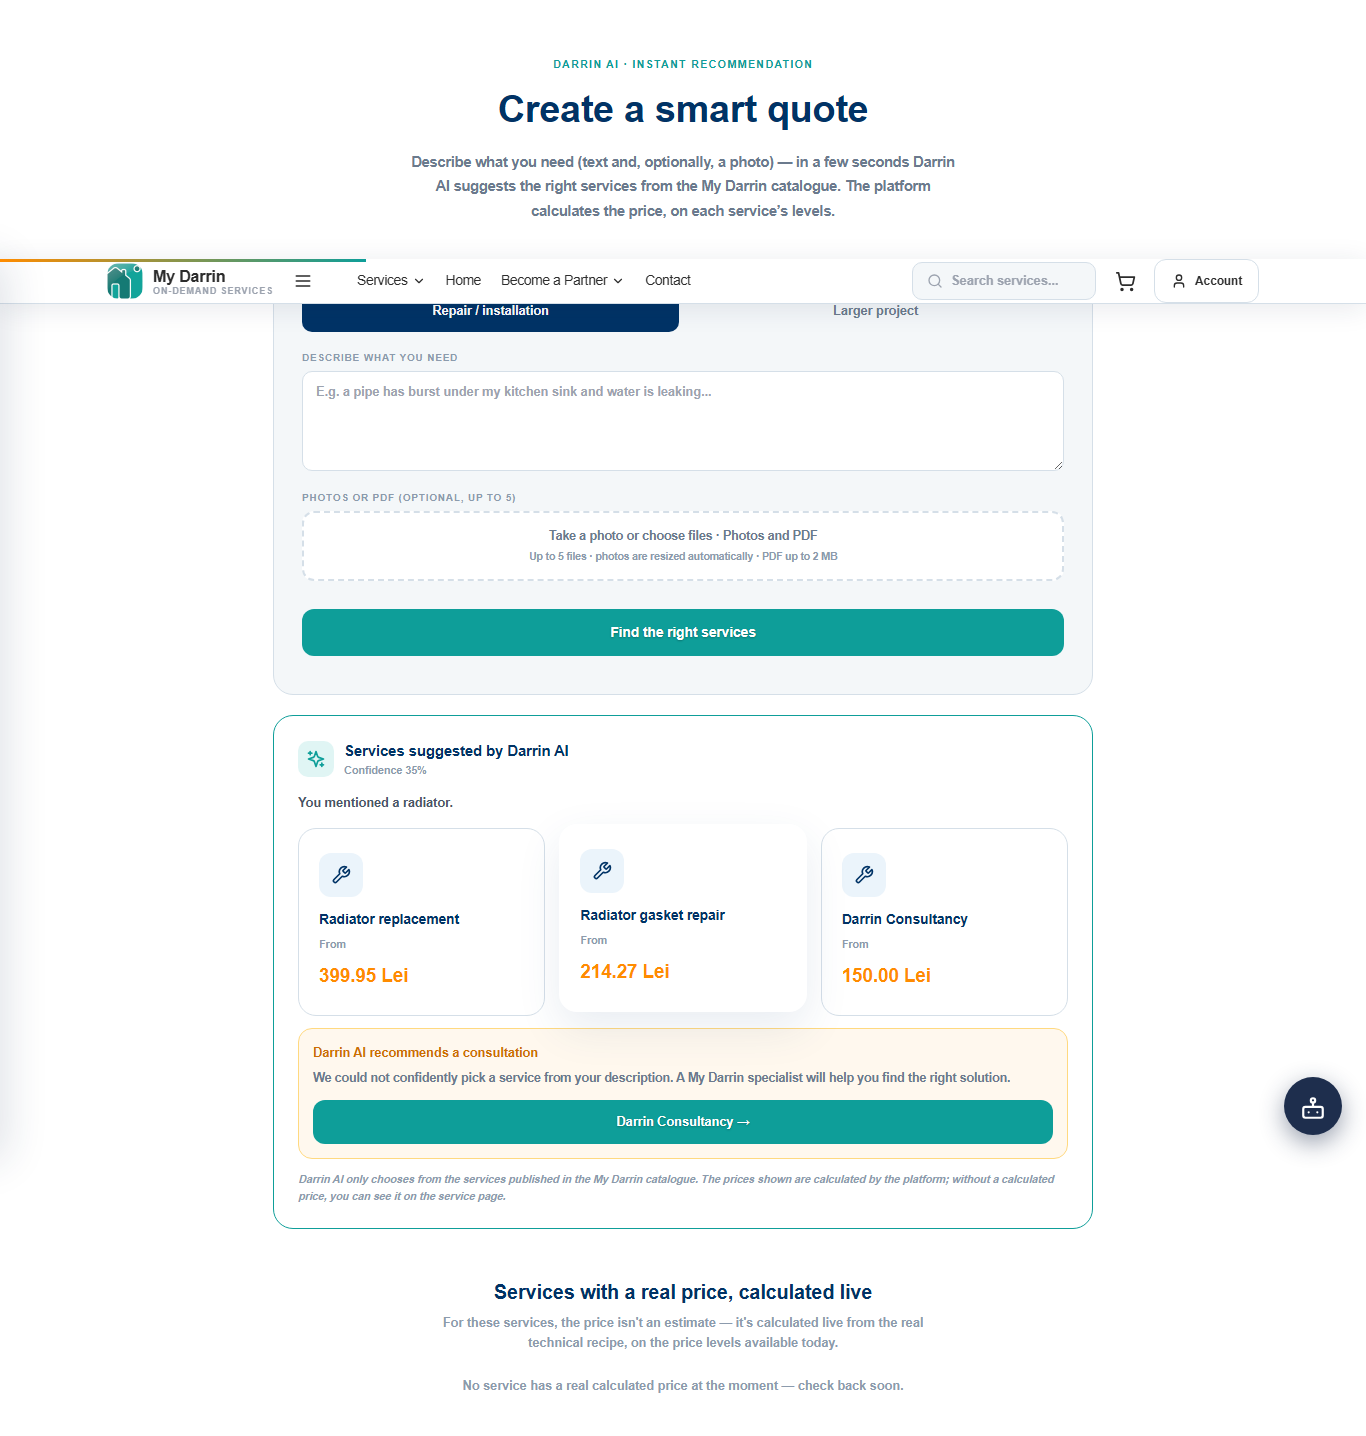 DARRIN AI · INSTANT RECOMMENDATION
Create a smart quote
Describe what you need (text and, optionally, a photo) — in a few seconds Darrin
AI suggests the right services from the My Darrin catalogue. The platform
calculates the price, on each service's levels.
My Darrin
ON-DEMAND SERVICES
Services
Home
Become a Partner
Contact
Search services...
Account
Repair / installation
Larger project
DESCRIBE WHAT YOU NEED
E.g. a pipe has burst under my kitchen sink and water is leaking...
PHOTOS OR PDF (OPTIONAL, UP TO 5)
Take a photo or choose files · Photos and PDF
Up to 5 files · photos are resized automatically · PDF up to 2 MB
Find the right services
Services suggested by Darrin AI
Confidence 35%
You mentioned a radiator.
Radiator replacement
From
399.95 Lei
Radiator gasket repair
From
214.27 Lei
Darrin Consultancy
From
150.00 Lei
Darrin AI recommends a consultation
We could not confidently pick a service from your description. A My Darrin specialist will help you find the right solution.
Darrin Consultancy →
Darrin AI only chooses from the services published in the My Darrin catalogue. The prices shown are calculated by the platform; without a calculated
price, you can see it on the service page.
Services with a real price, calculated live
For these services, the price isn't an estimate — it's calculated live from the real
technical recipe, on the price levels available today.
No service has a real calculated price at the moment — check back soon.